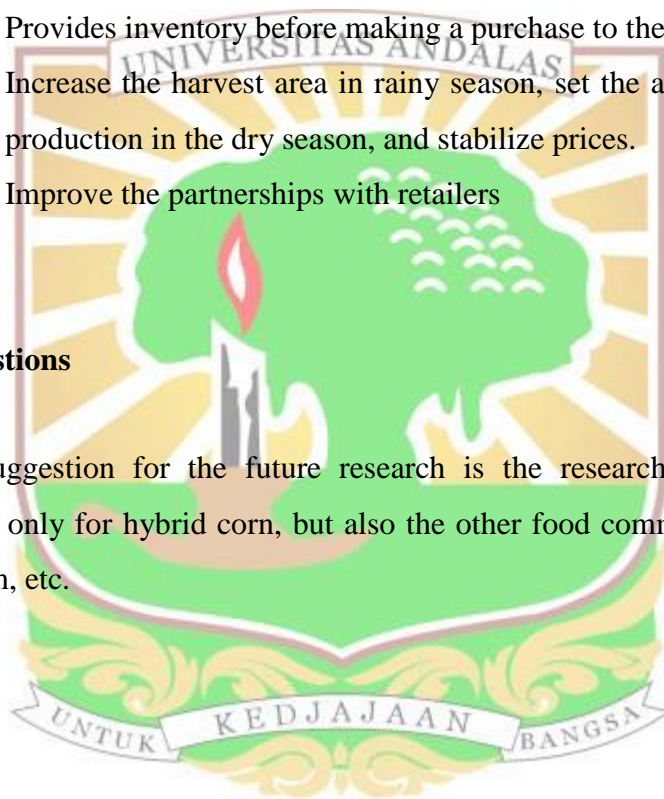 Provides inventory before making a purchase to the
UNIVERSITAS ANDALAS
Increase the harvest area in rainy season, set the a
production in the dry season, and stabilize prices.
Improve the partnerships with retailers
stions
uggestion for the future research is the research
only for hybrid corn, but also the other food comm
n, etc.
UNTUK KEDJAJAAN BANGSA